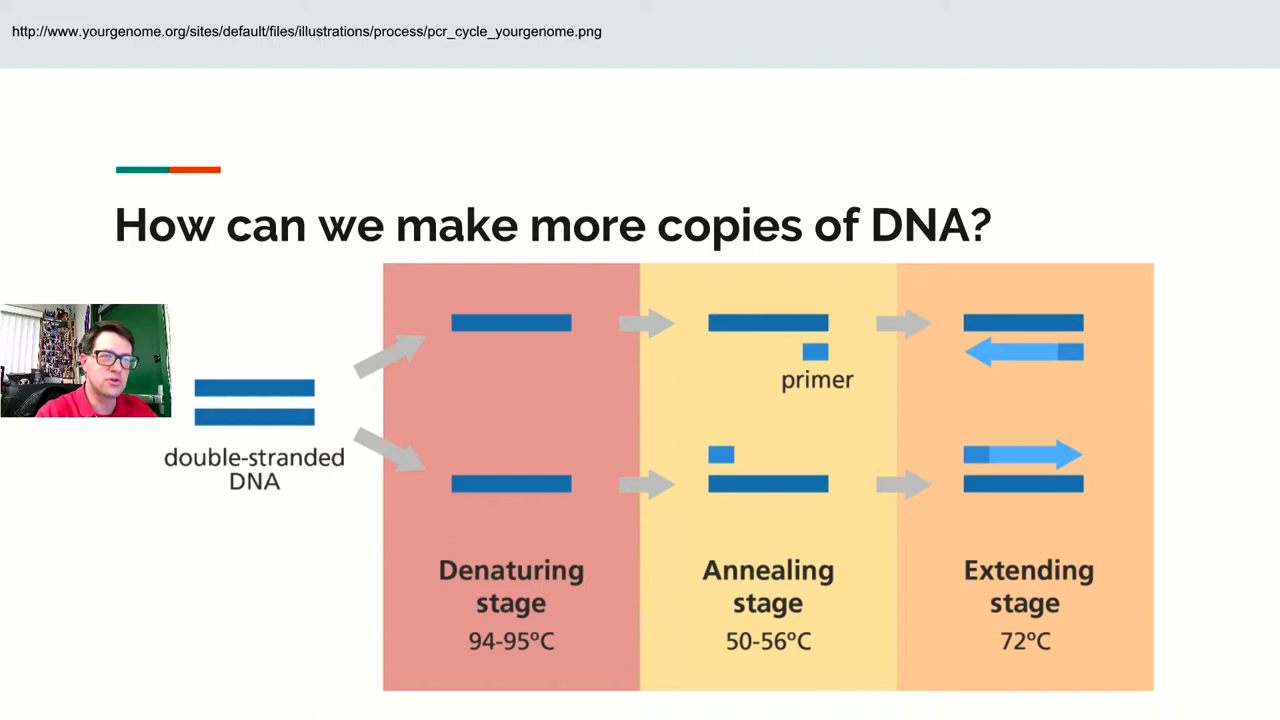 http://www.yourgenome.org/sites/default/files/illustrations/process/pcr_cycle_yourgenome.png
How can we make more copies of DNA?
primer
double-stranded
DNA
Denaturing
stage
94-95°C
Annealing
stage
50-56°C
Extending
stage
72°C